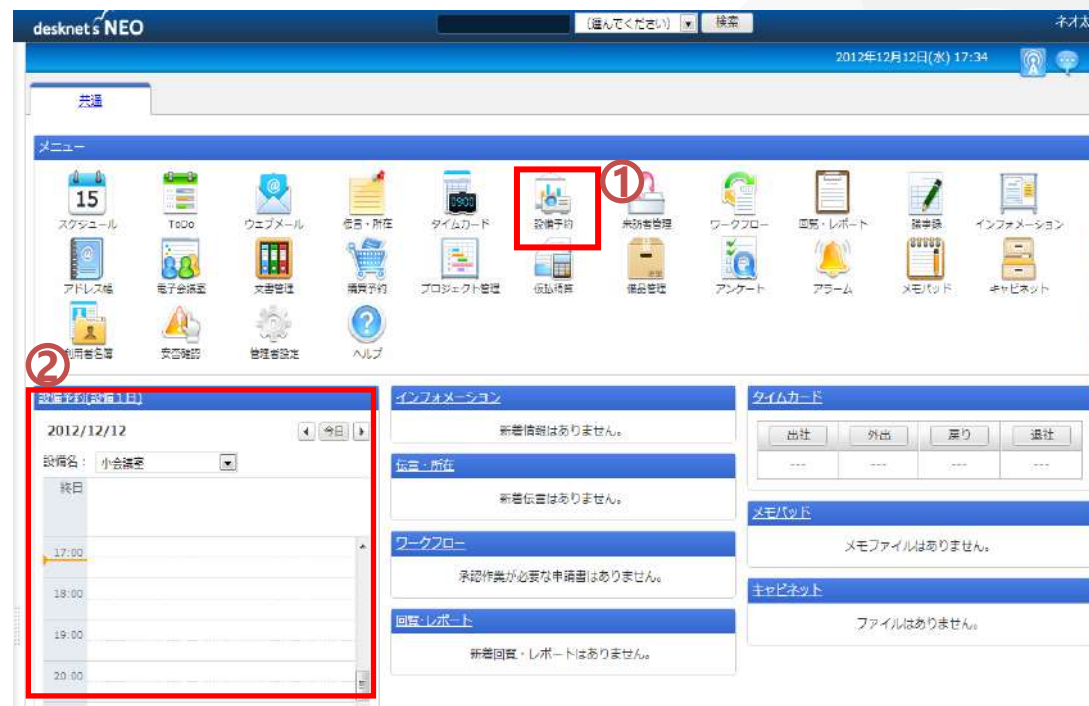 desknet's NEO
(選んでください) 検索 ネオ太
2012年12月12日(水) 17:34
共通
メニュー
①
15 0900
スケジュール ToDo ウェブメール 伝言・所在 タイムカード 設備予約 来訪者管理 ワークフロー 回覧・レポート 議事録 インフォメーション
アドレス帳 電子会議室 文書管理 購買予約 プロジェクト管理 仮払精算 備品管理 アンケート アラーム メモパッド キャビネット
利用者名簿 安否確認 管理者設定 ヘルプ
②
設備予約(設備1日)
2012/12/12 今日
設備名： 小会議室
終日
17:00
18:00
19:00
20:00
インフォメーション
新着情報はありません。
伝言・所在
新着伝言はありません。
ワークフロー
承認作業が必要な申請書はありません。
回覧・レポート
新着回覧・レポートはありません。
タイムカード
出社 外出 戻り 退社
--- --- --- ---
メモパッド
メモファイルはありません。
キャビネット
ファイルはありません。